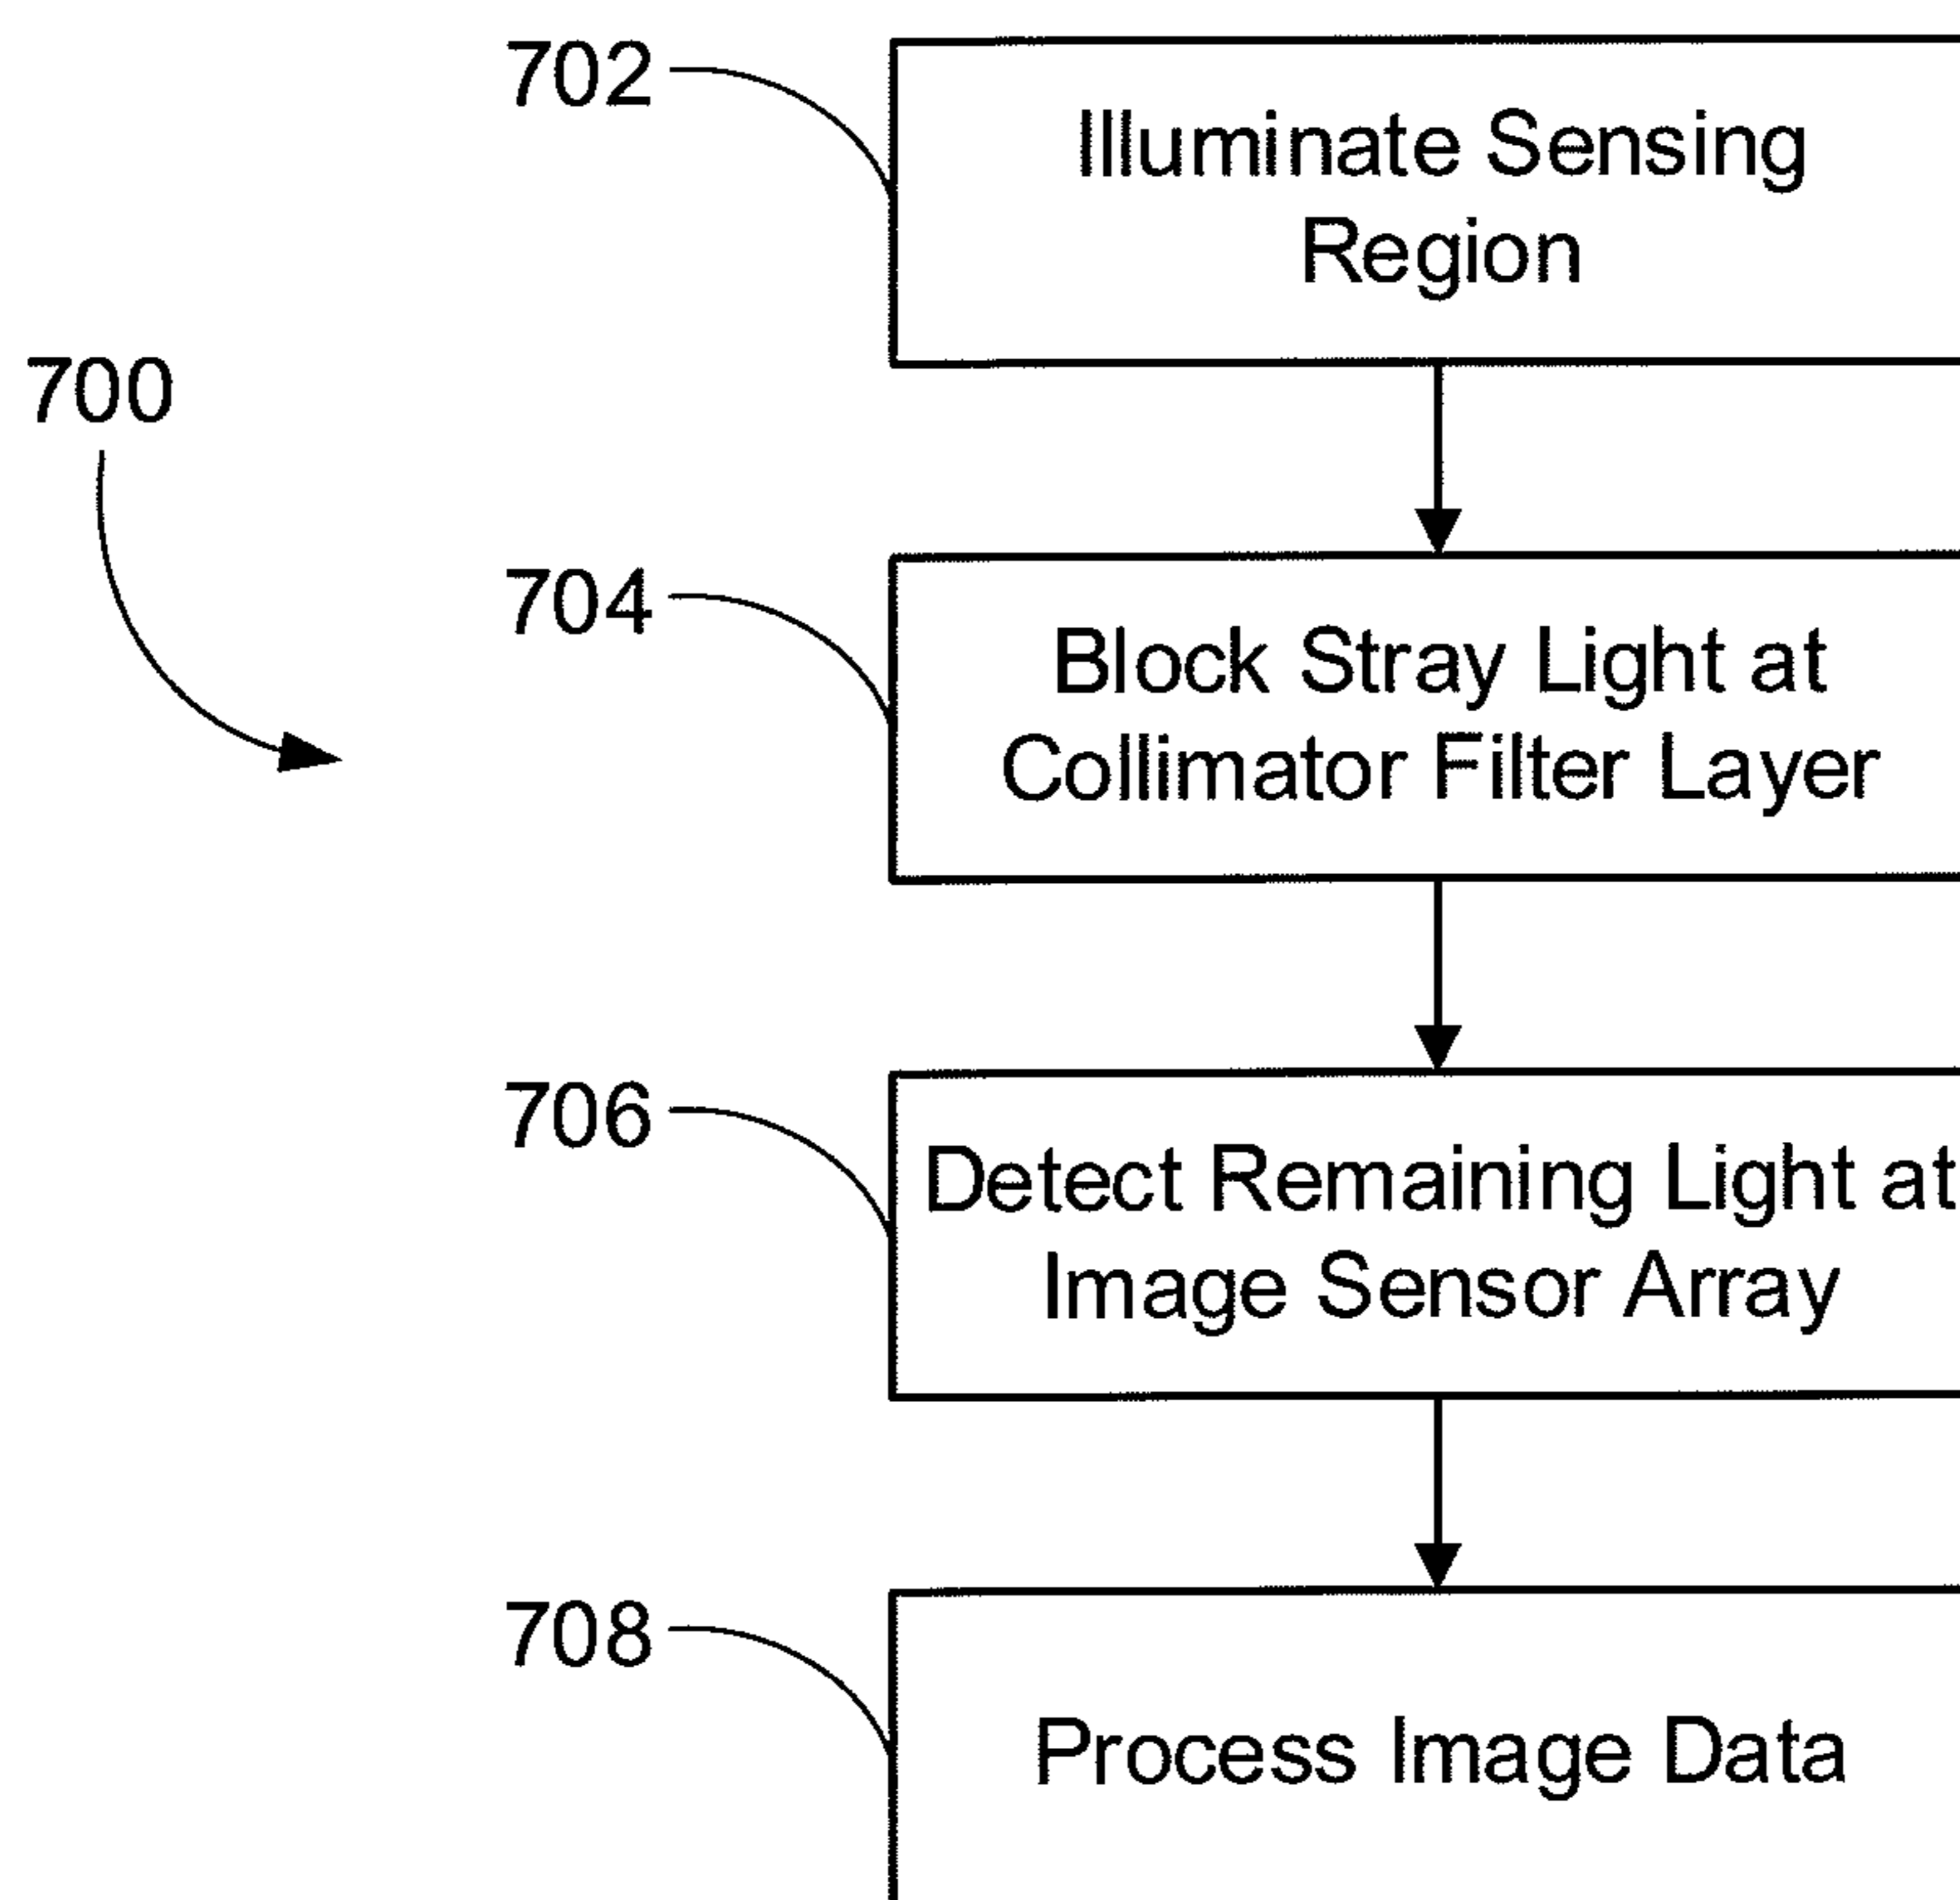 702
Illuminate Sensing
Region
700
704
Block Stray Light at
Collimator Filter Layer
706
Detect Remaining Light at
Image Sensor Array
708
Process Image Data